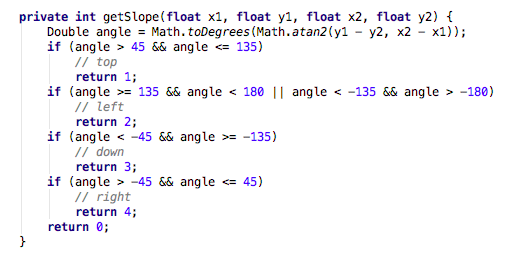 private int getSlope(float x1, float y1, float x2, float y2) {
    Double angle = Math.toDegrees(Math.atan2(y1 - y2, x2 - x1));
    if (angle > 45 && angle <= 135)
        // top
        return 1;
    if (angle >= 135 && angle < 180 || angle < -135 && angle > -180)
        // left
        return 2;
    if (angle < -45 && angle >= -135)
        // down
        return 3;
    if (angle > -45 && angle <= 45)
        // right
        return 4;
    return 0;
}